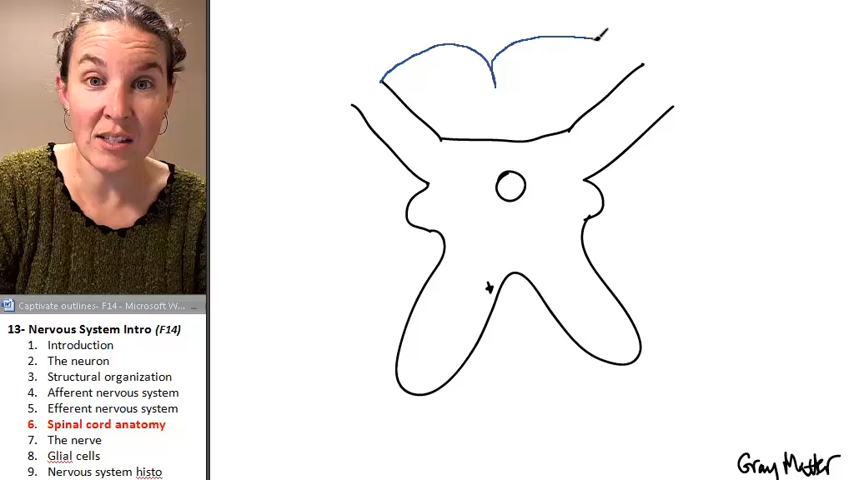 Captivate outlines- F14 - Microsoft W...
13- Nervous System Intro (F14)
1. Introduction
2. The neuron
3. Structural organization
4. Afferent nervous system
5. Efferent nervous system
6. Spinal cord anatomy
7. The nerve
8. Glial cells
9. Nervous system histo
Gray Matter